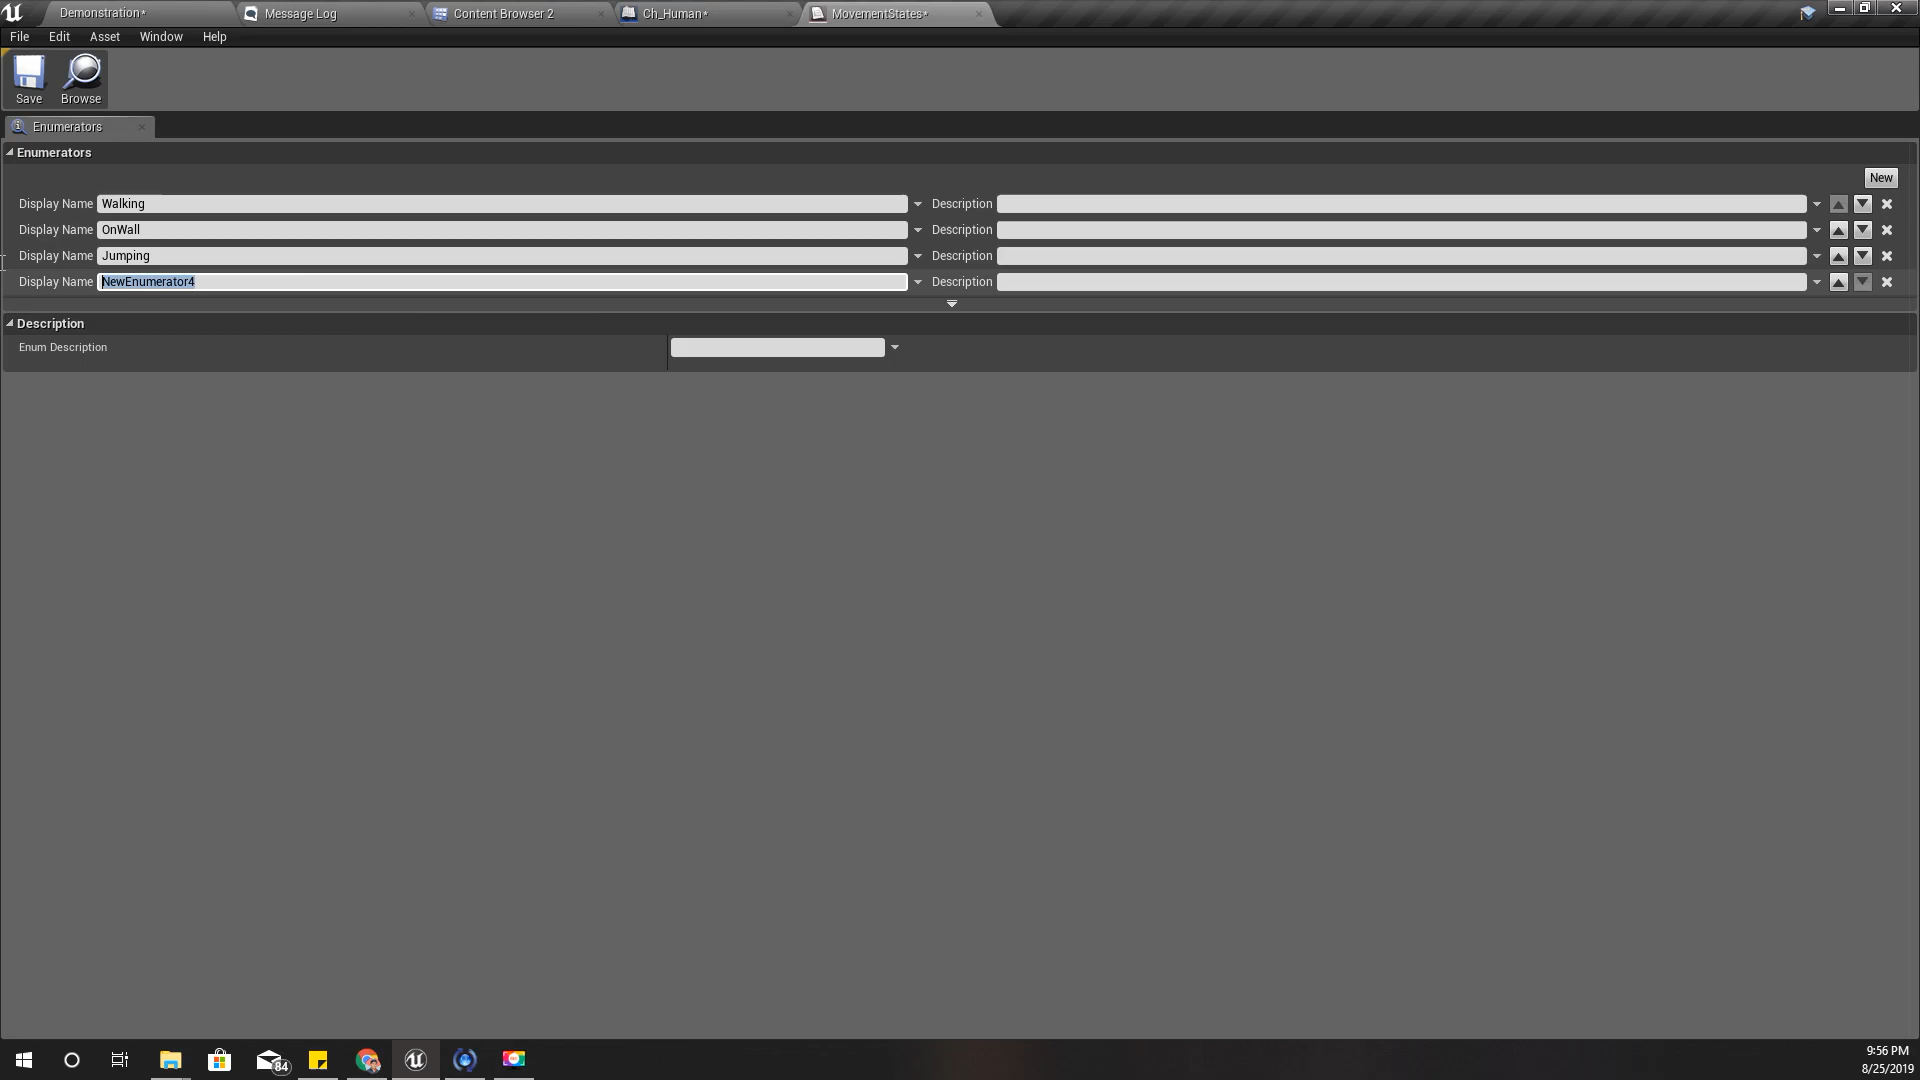 Demonstration* Message Log Content Browser 2 Ch_Human* MovementStates*
File Edit Asset Window Help
Save Browse
Enumerators
Enumerators
New
Display Name Walking Description
Display Name OnWall Description
Display Name Jumping Description
Display Name NewEnumerator4 Description
Description
Enum Description
84
9:56 PM
8/25/2019